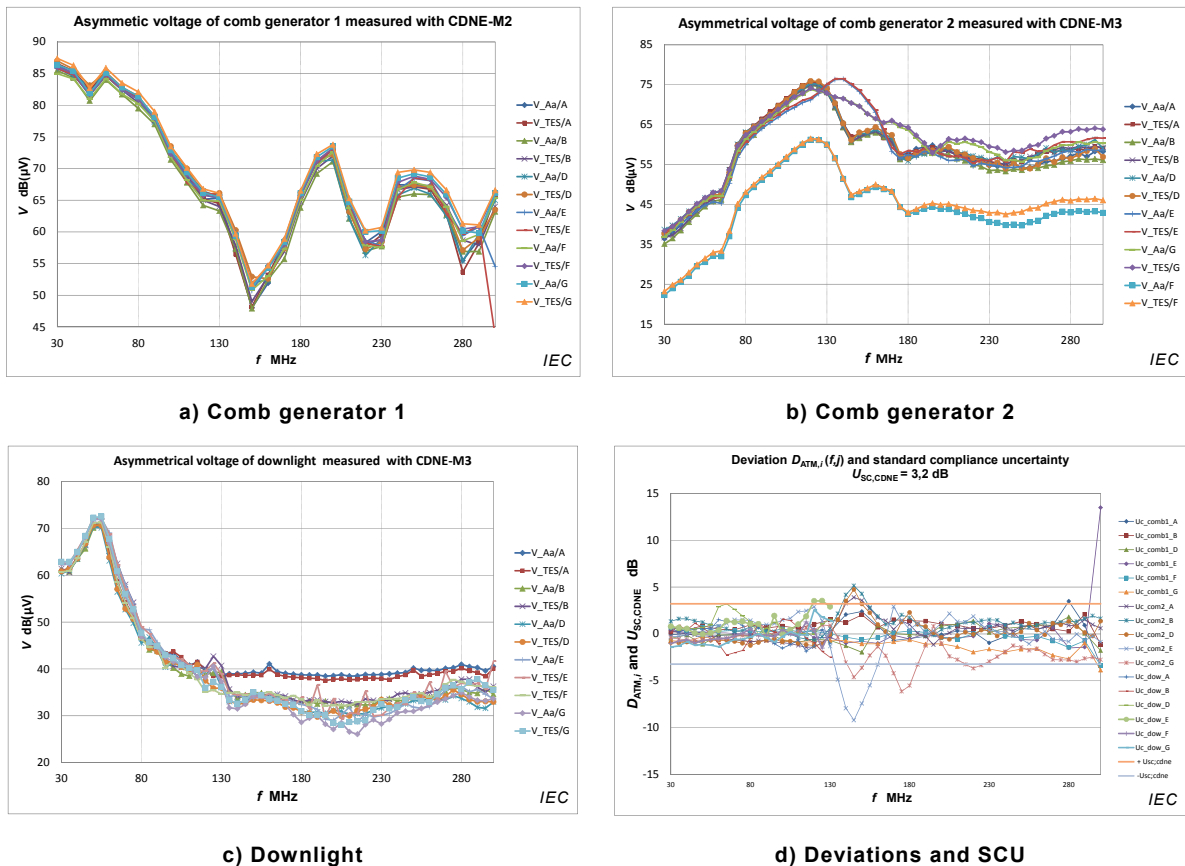 Asymmetic voltage of comb generator 1 measured with CDNE-M2
V dB(µV)
90
85
80
75
70
65
60
55
50
45
30
80
130
180
230
280
f MHz
IEC
V_Aa/A
V_TES/A
V_Aa/B
V_TES/B
V_Aa/D
V_TES/D
V_Aa/E
V_TES/E
V_Aa/F
V_TES/F
V_Aa/G
V_TES/G
a) Comb generator 1
Asymmetrical voltage of comb generator 2 measured with CDNE-M3
V dB(µV)
85
75
65
55
45
35
25
15
30
80
130
180
230
280
f MHz
IEC
V_Aa/A
V_TES/A
V_Aa/B
V_TES/B
V_Aa/D
V_TES/D
V_Aa/E
V_TES/E
V_Aa/G
V_TES/G
V_Aa/F
V_TES/F
b) Comb generator 2
Asymmetrical voltage of downlight measured with CDNE-M3
V dB(µV)
80
70
60
50
40
30
20
30
80
130
180
230
280
f MHz
IEC
V_Aa/A
V_TES/A
V_Aa/B
V_TES/B
V_Aa/D
V_TES/D
V_Aa/E
V_TES/E
V_TES/F
V_Aa/G
V_TES/G
c) Downlight
Deviation D_ATM,i (f,j) and standard compliance uncertainty
U_SC,CDNE = 3,2 dB
D_ATM,i and U_SC,CDNE dB
15
10
5
0
-5
-10
-15
30
80
130
180
230
280
f MHz
IEC
Uc_comb1_A
Uc_comb1_B
Uc_comb1_D
Uc_comb1_E
Uc_comb1_F
Uc_comb1_G
Uc_com2_A
Uc_com2_B
Uc_com2_D
Uc_com2_E
Uc_com2_G
Uc_dow_A
Uc_dow_B
Uc_dow_D
Uc_dow_E
Uc_dow_F
Uc_dow_G
+ Usc;cdne
-Usc;cdne
d) Deviations and SCU